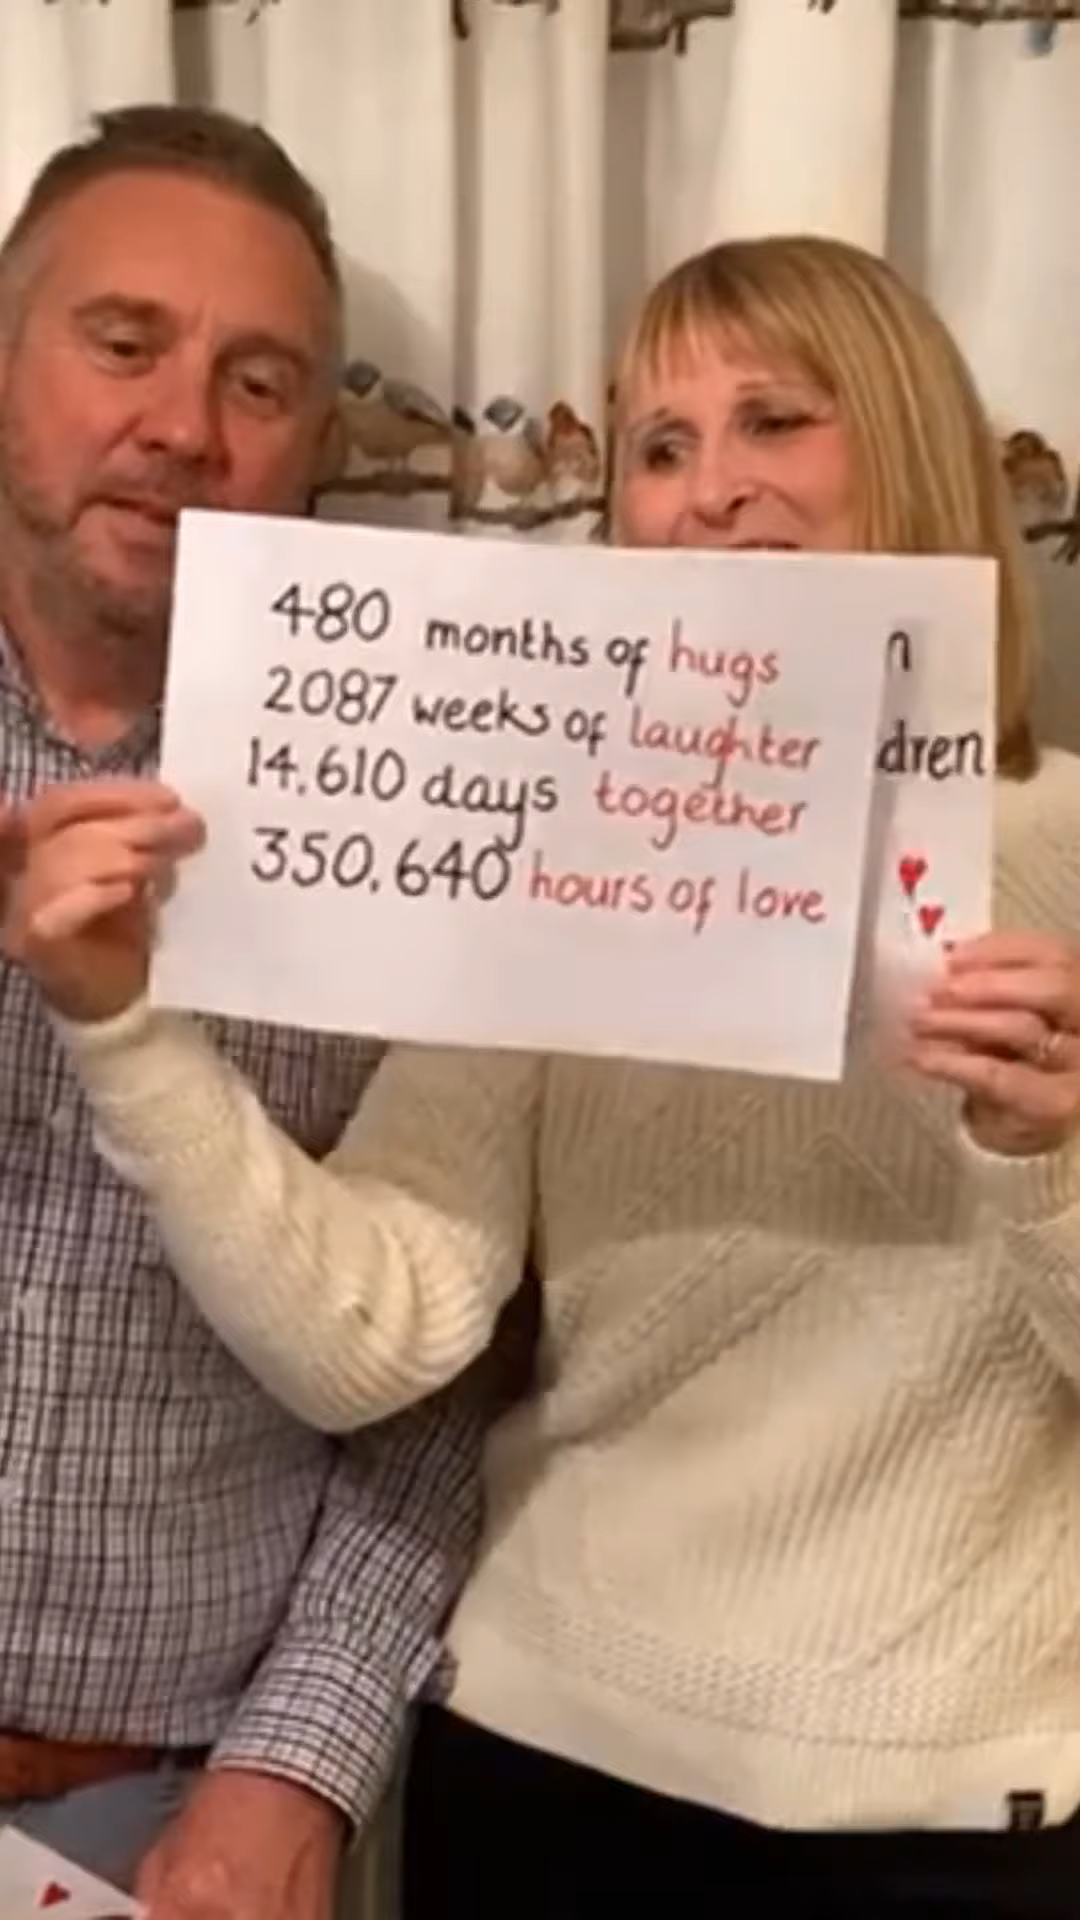 480 months of hugs
2087 weeks of laughter
14.610 days together
350.640 hours of love
n
dren